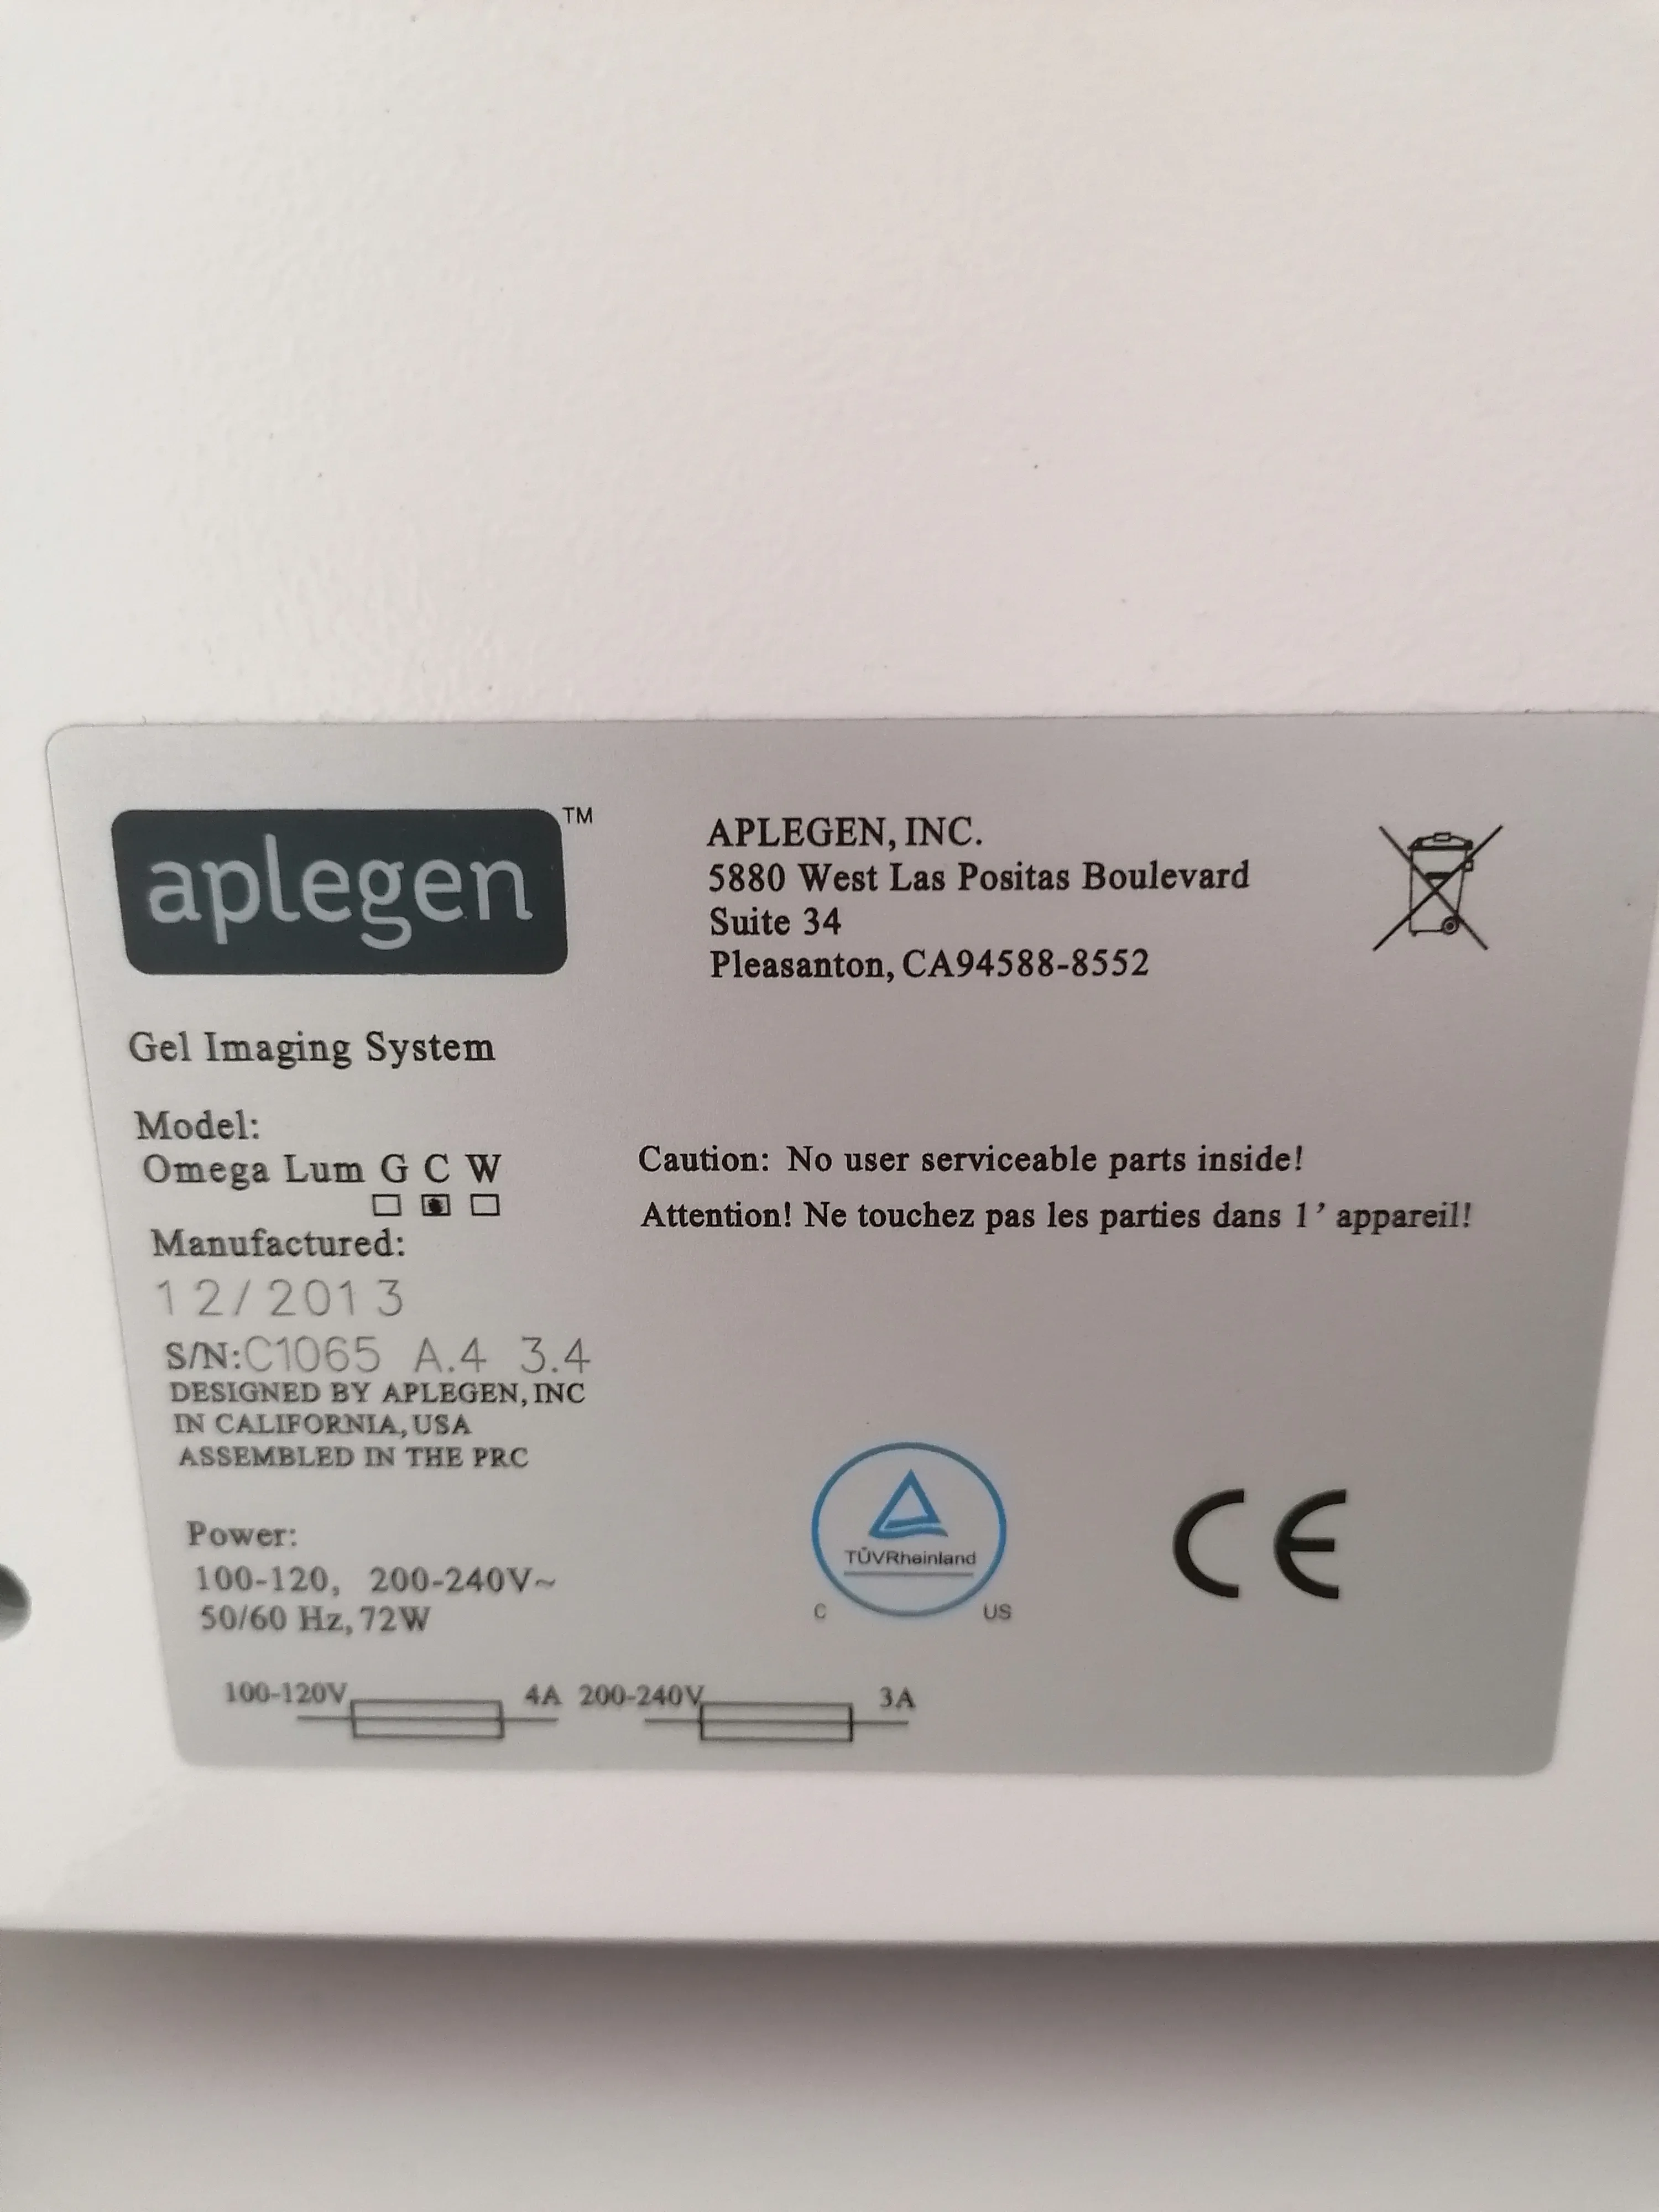 aplegen™
APLEGEN, INC.
5880 West Las Positas Boulevard
Suite 34
Pleasanton, CA94588-8552
Gel Imaging System
Model:
Omega Lum G C W
Manufactured:
12/2013
S/N:C1065 A.4 3.4
DESIGNED BY APLEGEN, INC
IN CALIFORNIA, USA
ASSEMBLED IN THE PRC
Caution: No user serviceable parts inside!
Attention! Ne touchez pas les parties dans l' appareil!
Power:
100-120, 200-240V~
50/60 Hz, 72W
TÜVRheinland
C US
CE
100-120V 4A 200-240V 3A